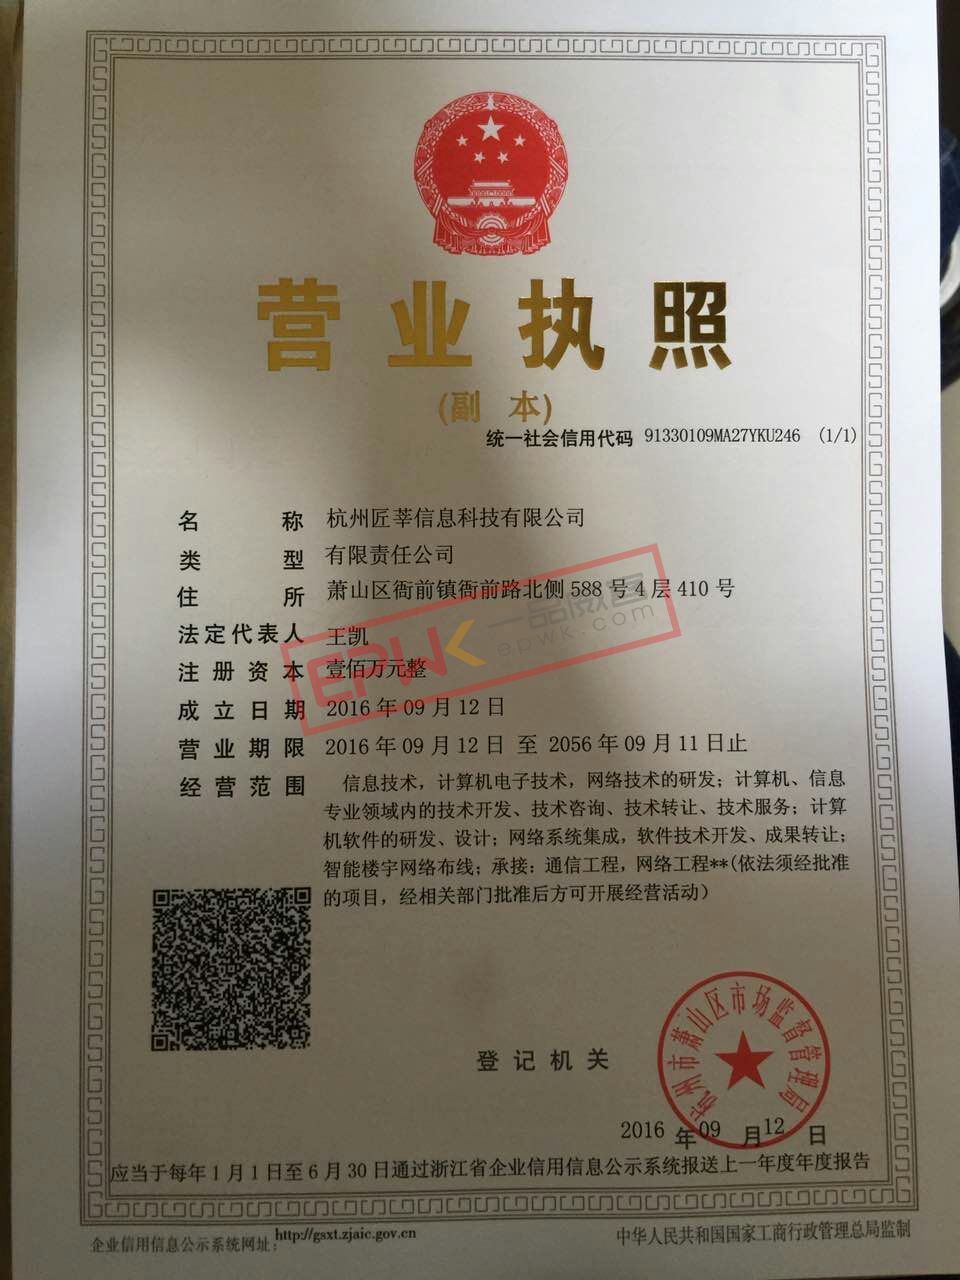 营业执照
(副 本)
统一社会信用代码 91330109MA27YKU246 (1/1)
名 称 杭州匠莘信息科技有限公司
类 型 有限责任公司
住 所 萧山区衙前镇衙前路北侧588号4层410号
法定代表人 王凯
注册资本 壹佰万元整
成立日期 2016年09月12日
营业期限 2016年09月12日 至 2056年09月11日止
经营范围 信息技术，计算机电子技术，网络技术的研发；计算机、信息
专业领域内的技术开发、技术咨询、技术转让、技术服务；计算
机软件的研发、设计；网络系统集成，软件技术开发、成果转让；
智能楼宇网络布线；承接：通信工程，网络工程**(依法须经批准
的项目，经相关部门批准后方可开展经营活动)
EPWK 一品威客
epwk.com
登记机关
杭州市萧山区市场监督管理局
2016 年 09 月 12 日
应当于每年1月1日至6月30日通过浙江省企业信用信息公示系统报送上一年度年度报告
企业信用信息公示系统网址: http://gsxt.zjaic.gov.cn
中华人民共和国国家工商行政管理总局监制